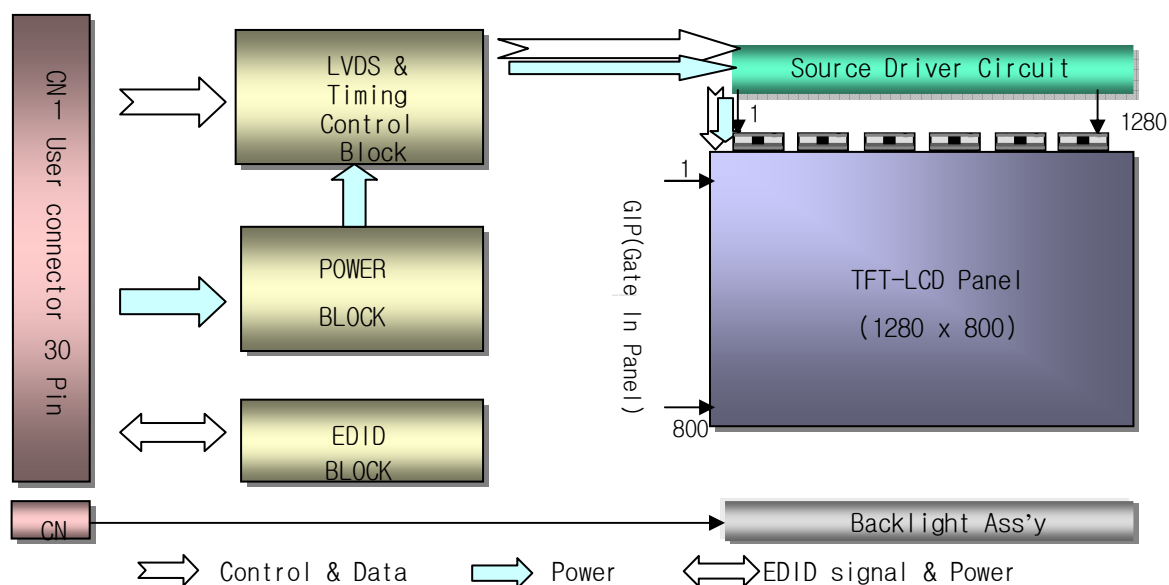 CN-1 User connector 30 Pin
LVDS &
Timing
Control
Block
POWER
BLOCK
EDID
BLOCK
Source Driver Circuit
1
1280
1
GIP(Gate In Panel)
800
TFT-LCD Panel
(1280 x 800)
CN
Backlight Ass'y
Control & Data
Power
EDID signal & Power